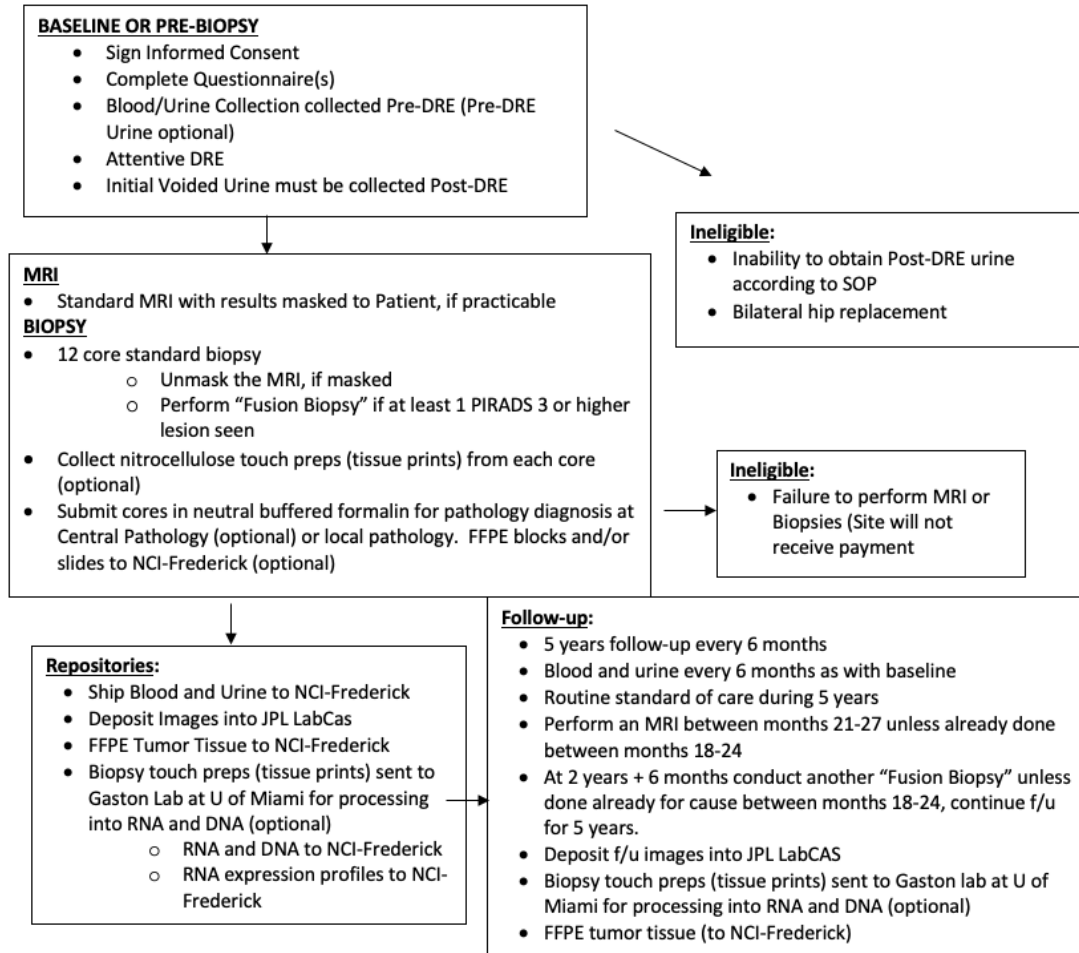 BASELINE OR PRE-BIOPSY
• Sign Informed Consent
• Complete Questionnaire(s)
• Blood/Urine Collection collected Pre-DRE (Pre-DRE
Urine optional)
• Attentive DRE
• Initial Voided Urine must be collected Post-DRE
Ineligible:
• Inability to obtain Post-DRE urine
according to SOP
• Bilateral hip replacement
MRI
• Standard MRI with results masked to Patient, if practicable
BIOPSY
• 12 core standard biopsy
o Unmask the MRI, if masked
o Perform “Fusion Biopsy” if at least 1 PIRADS 3 or higher
lesion seen
• Collect nitrocellulose touch preps (tissue prints) from each core
(optional)
• Submit cores in neutral buffered formalin for pathology diagnosis at
Central Pathology (optional) or local pathology. FFPE blocks and/or
slides to NCI-Frederick (optional)
Ineligible:
• Failure to perform MRI or
Biopsies (Site will not
receive payment
Repositories:
• Ship Blood and Urine to NCI-Frederick
• Deposit Images into JPL LabCas
• FFPE Tumor Tissue to NCI-Frederick
• Biopsy touch preps (tissue prints) sent to
Gaston Lab at U of Miami for processing
into RNA and DNA (optional)
o RNA and DNA to NCI-Frederick
o RNA expression profiles to NCI-
Frederick
Follow-up:
• 5 years follow-up every 6 months
• Blood and urine every 6 months as with baseline
• Routine standard of care during 5 years
• Perform an MRI between months 21-27 unless already done
between months 18-24
• At 2 years + 6 months conduct another “Fusion Biopsy” unless
done already for cause between months 18-24, continue f/u
for 5 years.
• Deposit f/u images into JPL LabCAS
• Biopsy touch preps (tissue prints) sent to Gaston lab at U of
Miami for processing into RNA and DNA (optional)
• FFPE tumor tissue (to NCI-Frederick)